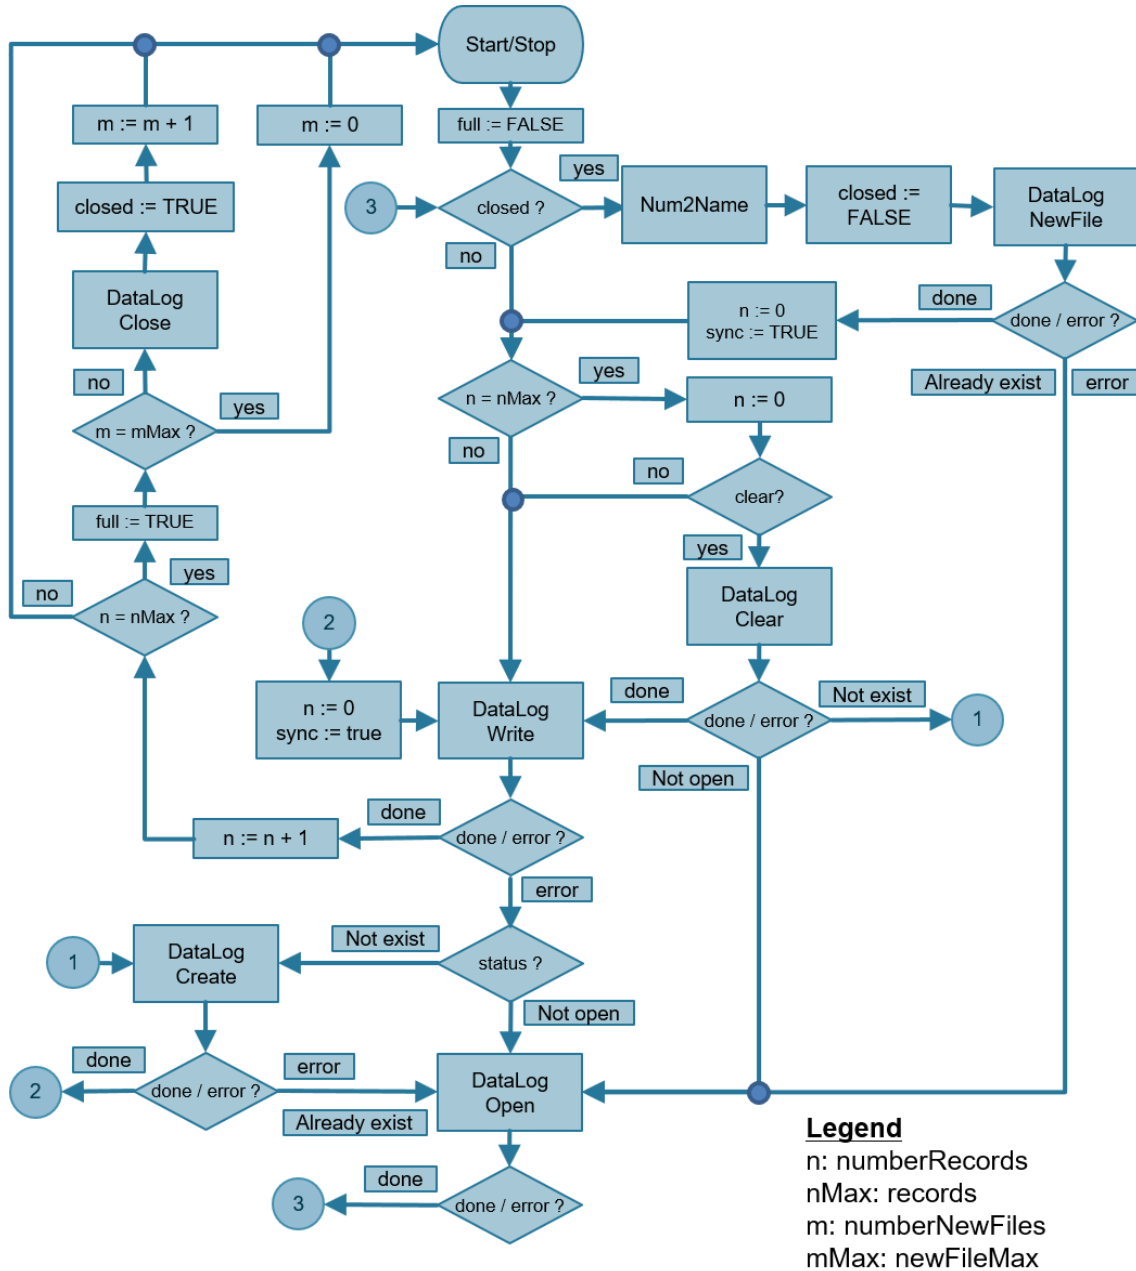 Start/Stop
m := m + 1
m := 0
full := FALSE
yes
3
closed ?
Num2Name
closed :=
FALSE
DataLog
NewFile
closed := TRUE
no
DataLog
Close
n := 0
sync := TRUE
done
done / error ?
no
yes
n = nMax ?
yes
n := 0
Already exist
error
m = mMax ?
no
no
clear?
full := TRUE
yes
yes
no
n = nMax ?
DataLog
Clear
2
n := 0
sync := true
DataLog
Write
done
done / error ?
Not exist
1
Not open
n := n + 1
done
done / error ?
error
1
DataLog
Create
Not exist
status ?
Not open
done
2
done / error ?
error
Already exist
DataLog
Open
done
3
done / error ?
Legend
n: numberRecords
nMax: records
m: numberNewFiles
mMax: newFileMax